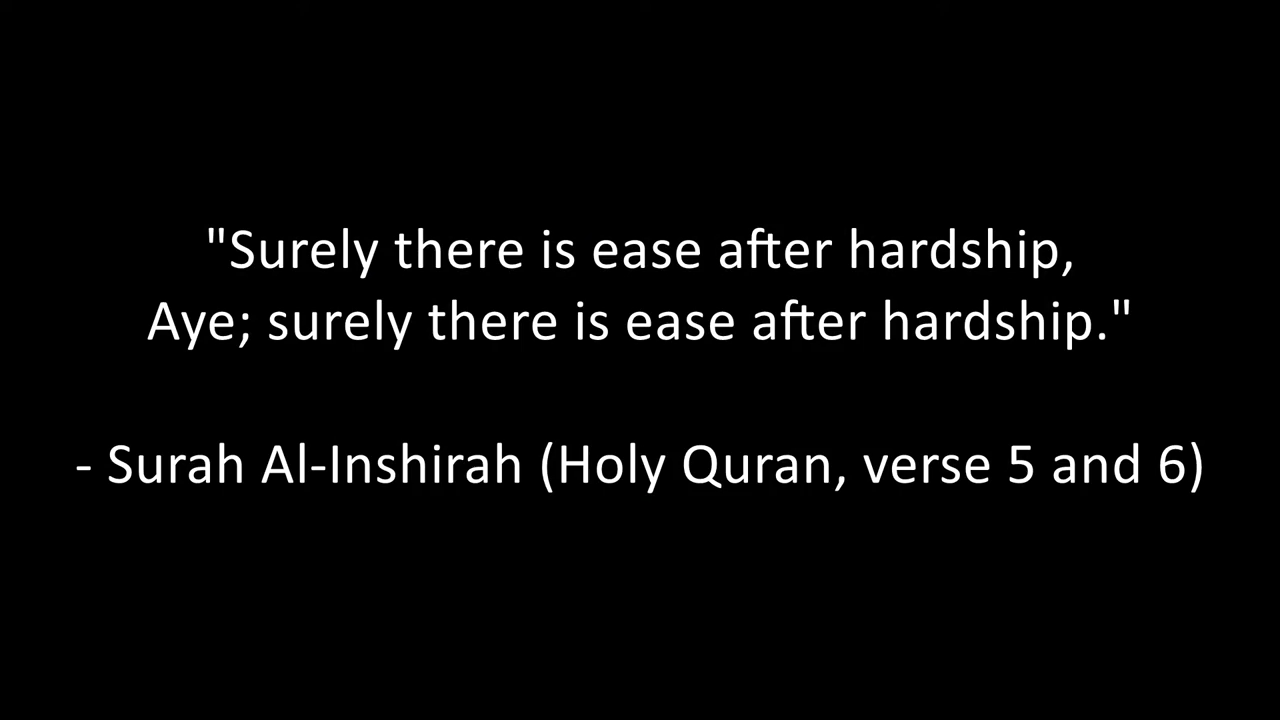 "Surely there is ease after hardship,
Aye; surely there is ease after hardship."
- Surah Al-Inshirah (Holy Quran, verse 5 and 6)